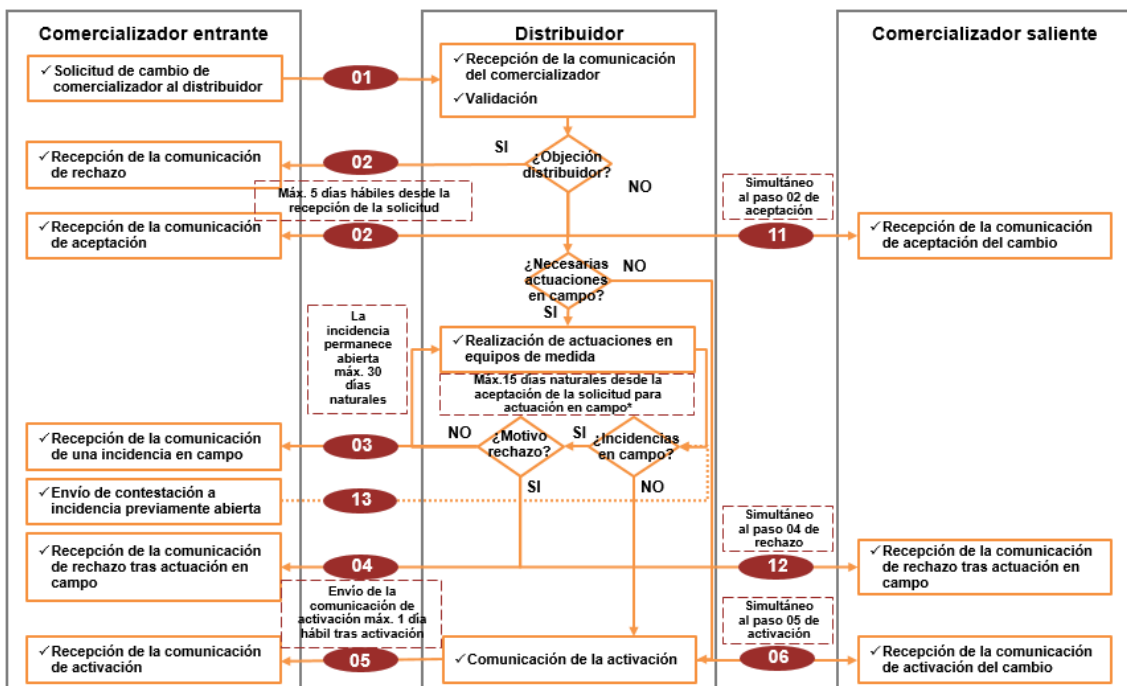 Comercializador entrante
Distribuidor
Comercializador saliente
✓Solicitud de cambio de
comercializador al distribuidor
01
✓Recepción de la comunicación
del comercializador
✓Validación
SI
¿Objeción
distribuidor?
NO
✓Recepción de la comunicación
de rechazo
02
Máx. 5 días hábiles desde la
recepción de la solicitud
Simultáneo
al paso 02 de
aceptación
✓Recepción de la comunicación
de aceptación
02
11
✓Recepción de la comunicación
de aceptación del cambio
¿Necesarias
actuaciones
en campo?
NO
SI
La
incidencia
permanece
abierta
máx. 30
días
naturales
✓Realización de actuaciones en
equipos de medida
Máx.15 días naturales desde la
aceptación de la solicitud para
actuación en campo*
✓Recepción de la comunicación
de una incidencia en campo
03
NO
¿Motivo
rechazo?
SI
¿Incidencias
en campo?
SI
NO
✓Envío de contestación a
incidencia previamente abierta
13
Simultáneo
al paso 04 de
rechazo
✓Recepción de la comunicación
de rechazo tras actuación en
campo
04
12
✓Recepción de la comunicación
de rechazo tras actuación en
campo
Envío de la
comunicación de
activación máx. 1 día
hábil tras activación
Simultáneo
al paso 05 de
activación
✓Recepción de la comunicación
de activación
05
✓Comunicación de la activación
06
✓Recepción de la comunicación
de activación del cambio